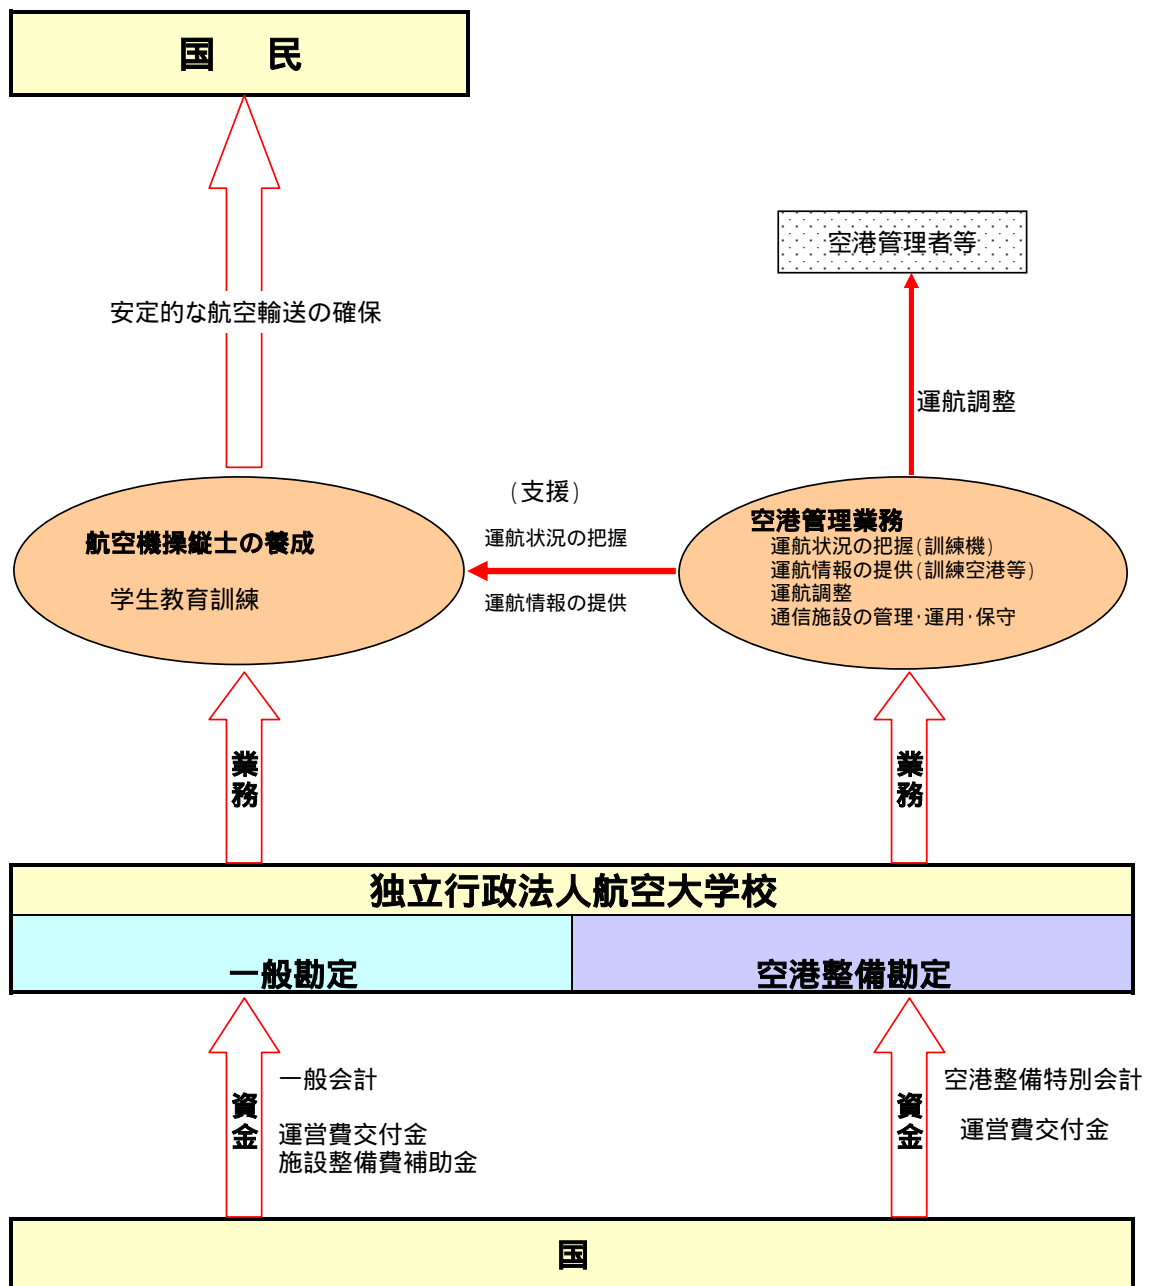 国　民
空港管理者等
安定的な航空輸送の確保
運航調整
(支援)
運航状況の把握
運航情報の提供
航空機操縦士の養成
学生教育訓練
空港管理業務
運航状況の把握(訓練機)
運航情報の提供(訓練空港等)
運航調整
通信施設の管理・運用・保守
業務
業務
独立行政法人航空大学校
一般勘定
空港整備勘定
資金
一般会計
運営費交付金
施設整備費補助金
資金
空港整備特別会計
運営費交付金
国